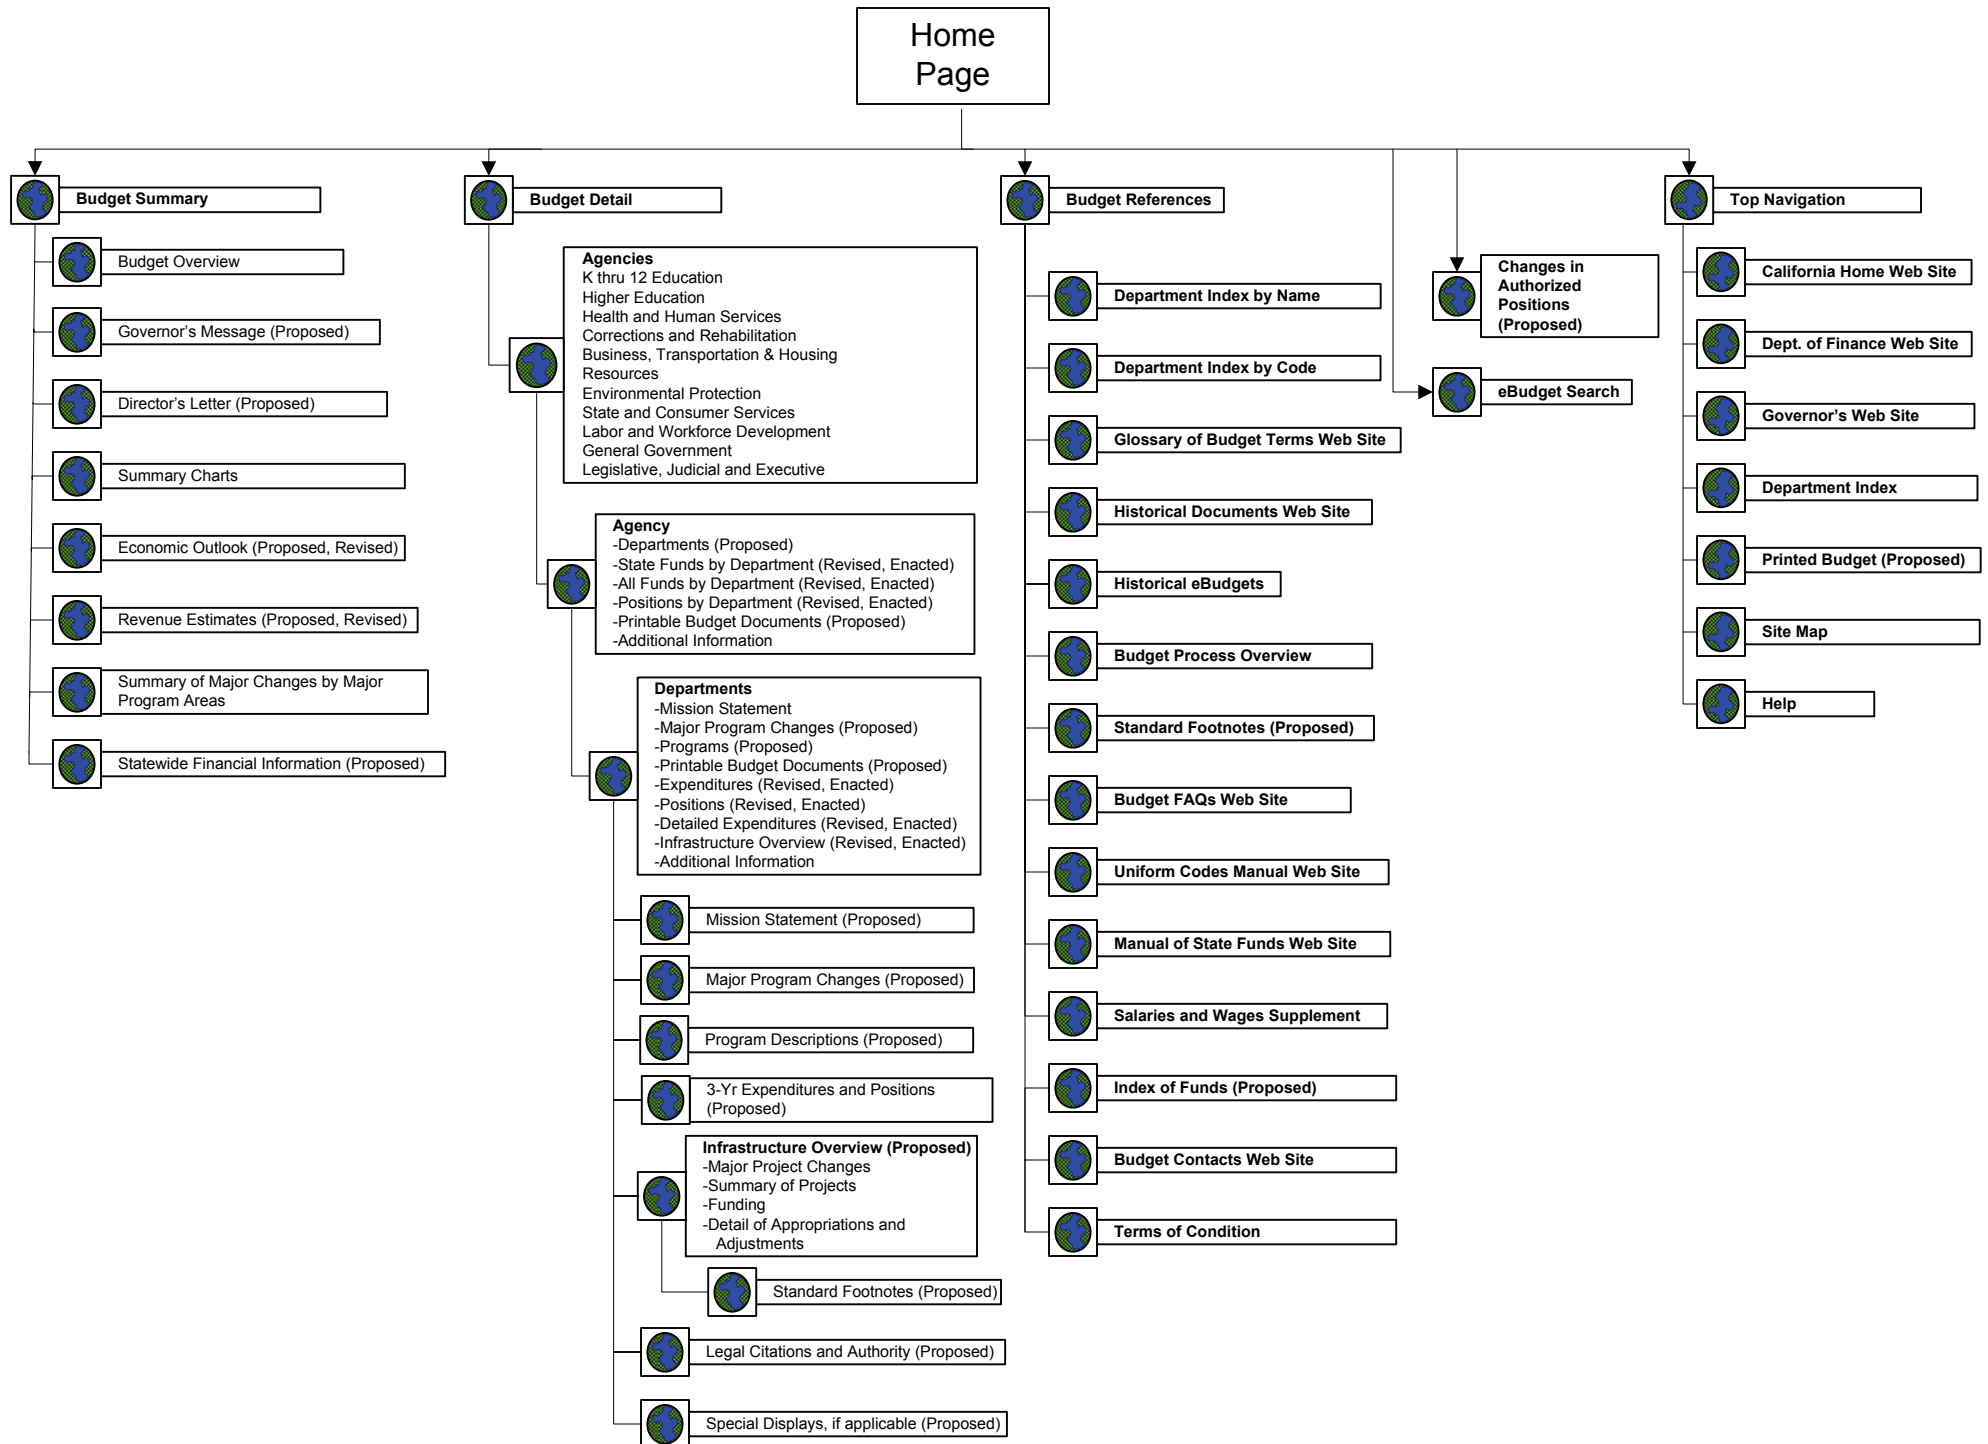 Home
Page
Budget Summary
Budget Overview
Governor's Message (Proposed)
Director's Letter (Proposed)
Summary Charts
Economic Outlook (Proposed, Revised)
Revenue Estimates (Proposed, Revised)
Summary of Major Changes by Major
Program Areas
Statewide Financial Information (Proposed)
Budget Detail
Agencies
K thru 12 Education
Higher Education
Health and Human Services
Corrections and Rehabilitation
Business, Transportation & Housing
Resources
Environmental Protection
State and Consumer Services
Labor and Workforce Development
General Government
Legislative, Judicial and Executive
Agency
-Departments (Proposed)
-State Funds by Department (Revised, Enacted)
-All Funds by Department (Revised, Enacted)
-Positions by Department (Revised, Enacted)
-Printable Budget Documents (Proposed)
-Additional Information
Departments
-Mission Statement
-Major Program Changes (Proposed)
-Programs (Proposed)
-Printable Budget Documents (Proposed)
-Expenditures (Revised, Enacted)
-Positions (Revised, Enacted)
-Detailed Expenditures (Revised, Enacted)
-Infrastructure Overview (Revised, Enacted)
-Additional Information
Mission Statement (Proposed)
Major Program Changes (Proposed)
Program Descriptions (Proposed)
3-Yr Expenditures and Positions
(Proposed)
Infrastructure Overview (Proposed)
-Major Project Changes
-Summary of Projects
-Funding
-Detail of Appropriations and
Adjustments
Standard Footnotes (Proposed)
Legal Citations and Authority (Proposed)
Special Displays, if applicable (Proposed)
Budget References
Department Index by Name
Department Index by Code
Glossary of Budget Terms Web Site
Historical Documents Web Site
Historical eBudgets
Budget Process Overview
Standard Footnotes (Proposed)
Budget FAQs Web Site
Uniform Codes Manual Web Site
Manual of State Funds Web Site
Salaries and Wages Supplement
Index of Funds (Proposed)
Budget Contacts Web Site
Terms of Condition
Changes in
Authorized
Positions
(Proposed)
eBudget Search
Top Navigation
California Home Web Site
Dept. of Finance Web Site
Governor's Web Site
Department Index
Printed Budget (Proposed)
Site Map
Help